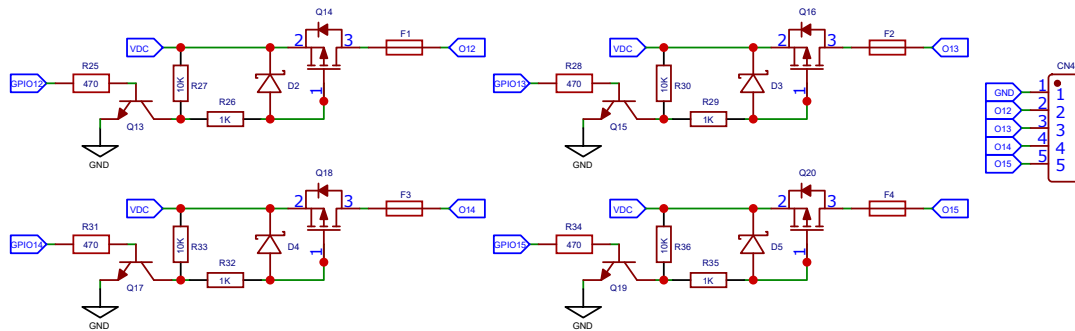 Q14
VDC
2
3
F1
O12
GPIO12
R25
470
10K
R27
D2
1
R26
1K
Q13
GND
Q16
VDC
2
3
F2
O13
GPIO13
R28
470
10K
R30
D3
1
R29
1K
Q15
GND
CN4
GND
1
1
O12
2
2
O13
3
3
O14
4
4
O15
5
5
Q18
VDC
2
3
F3
O14
GPIO14
R31
470
10K
R33
D4
1
R32
1K
Q17
GND
Q20
VDC
2
3
F4
O15
GPIO15
R34
470
10K
R36
D5
1
R35
1K
Q19
GND